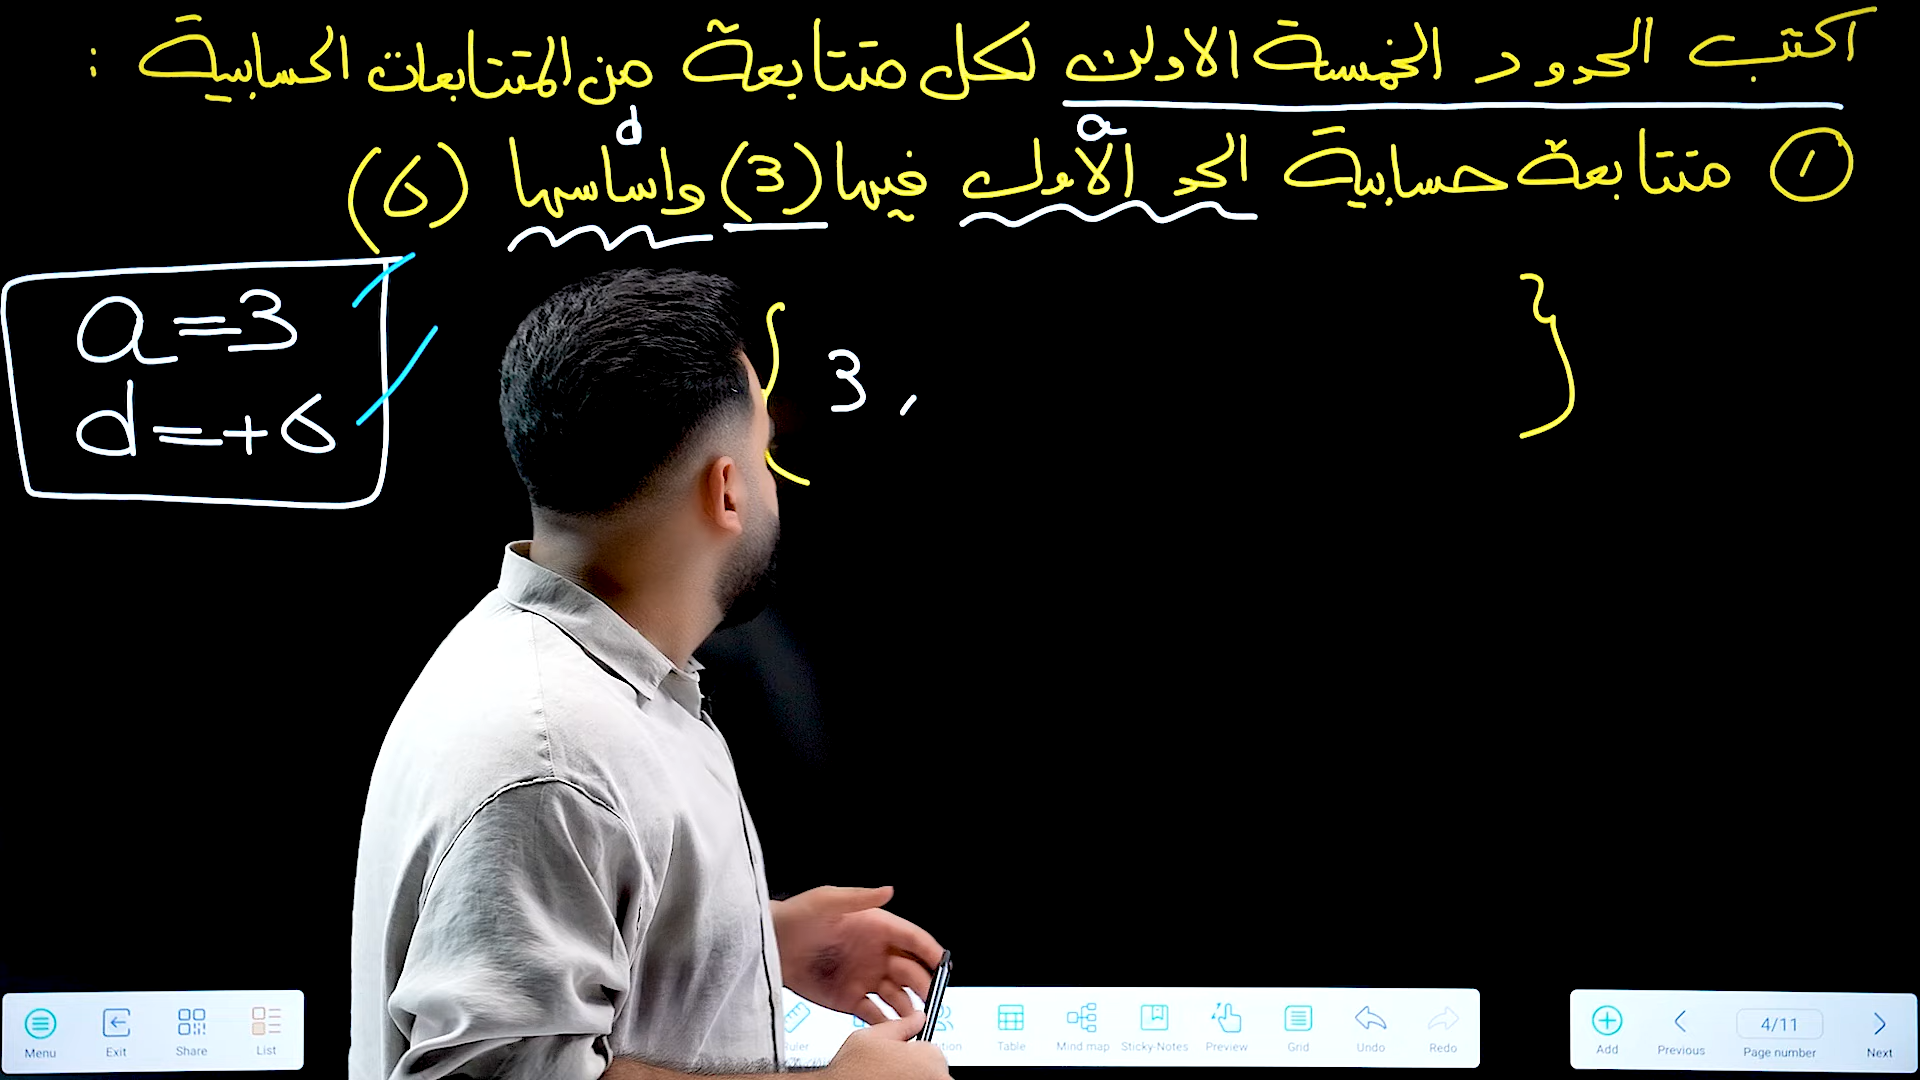 اكتب الحدود الخمسة الاولى لكل متتابعة من المتتابعات الحسابية :
d a
① متتابعة حسابية الحد الاول فيها (3) واساسها (6)
a=3
d=+6
{ 3 , }
Menu Exit Share List Table Mind map Sticky-Notes Preview Grid Undo Redo Add Previous 4/11 Page number Next